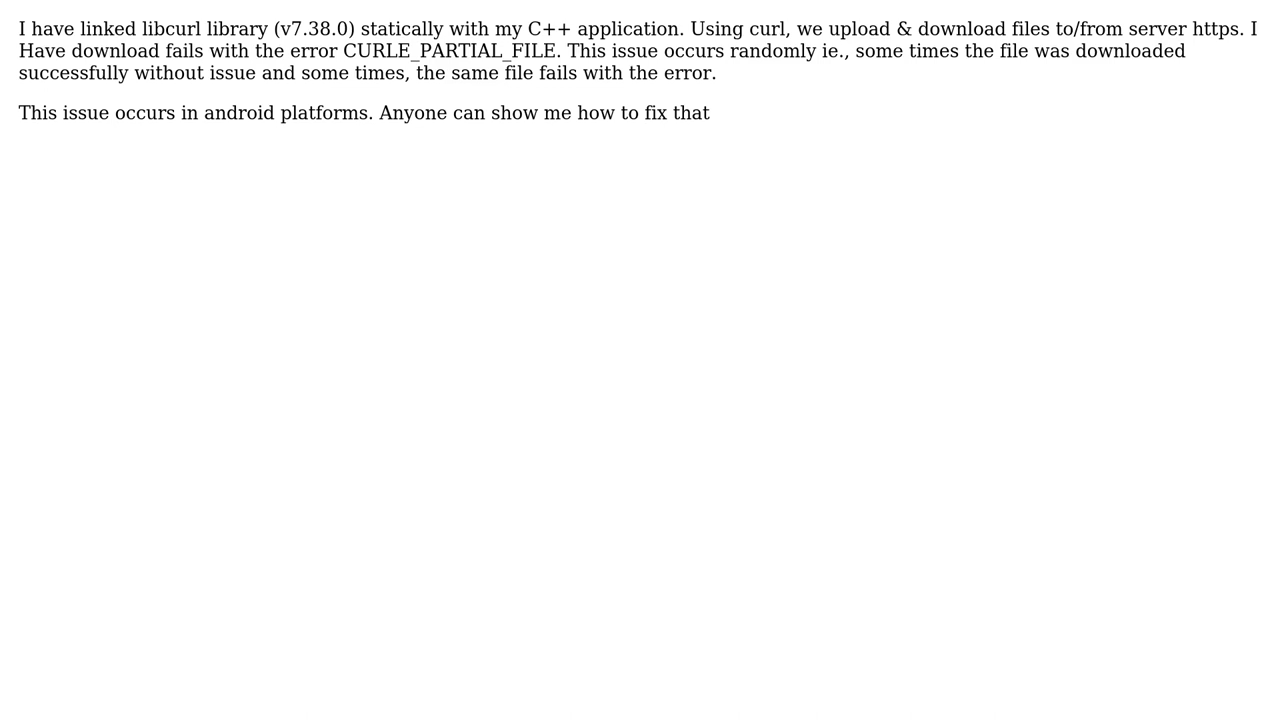 I have linked libcurl library (v7.38.0) statically with my C++ application. Using curl, we upload & download files to/from server https. I
Have download fails with the error CURLE_PARTIAL_FILE. This issue occurs randomly ie., some times the file was downloaded
successfully without issue and some times, the same file fails with the error.
This issue occurs in android platforms. Anyone can show me how to fix that